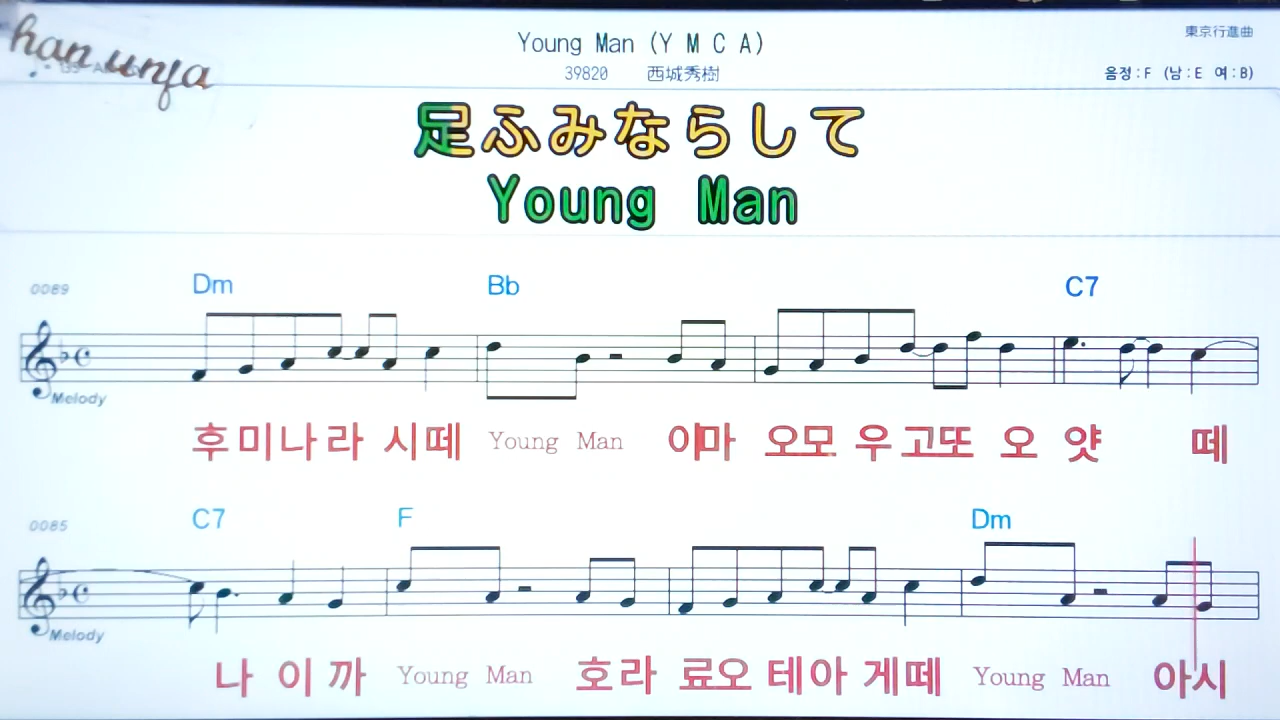 han unja
東京行進曲
Young Man (Y M C A)
39820 西城秀樹
음정:F (남:E 여:B)
足ふみならして
Young Man
0089
Dm Bb C7
Melody
후미나라 시떼 Young Man 이마 오모 우고또 오 얏 떼
0085
C7 F Dm
Melody
나 이 까 Young Man 호라 료오 테아 게떼 Young Man 아시